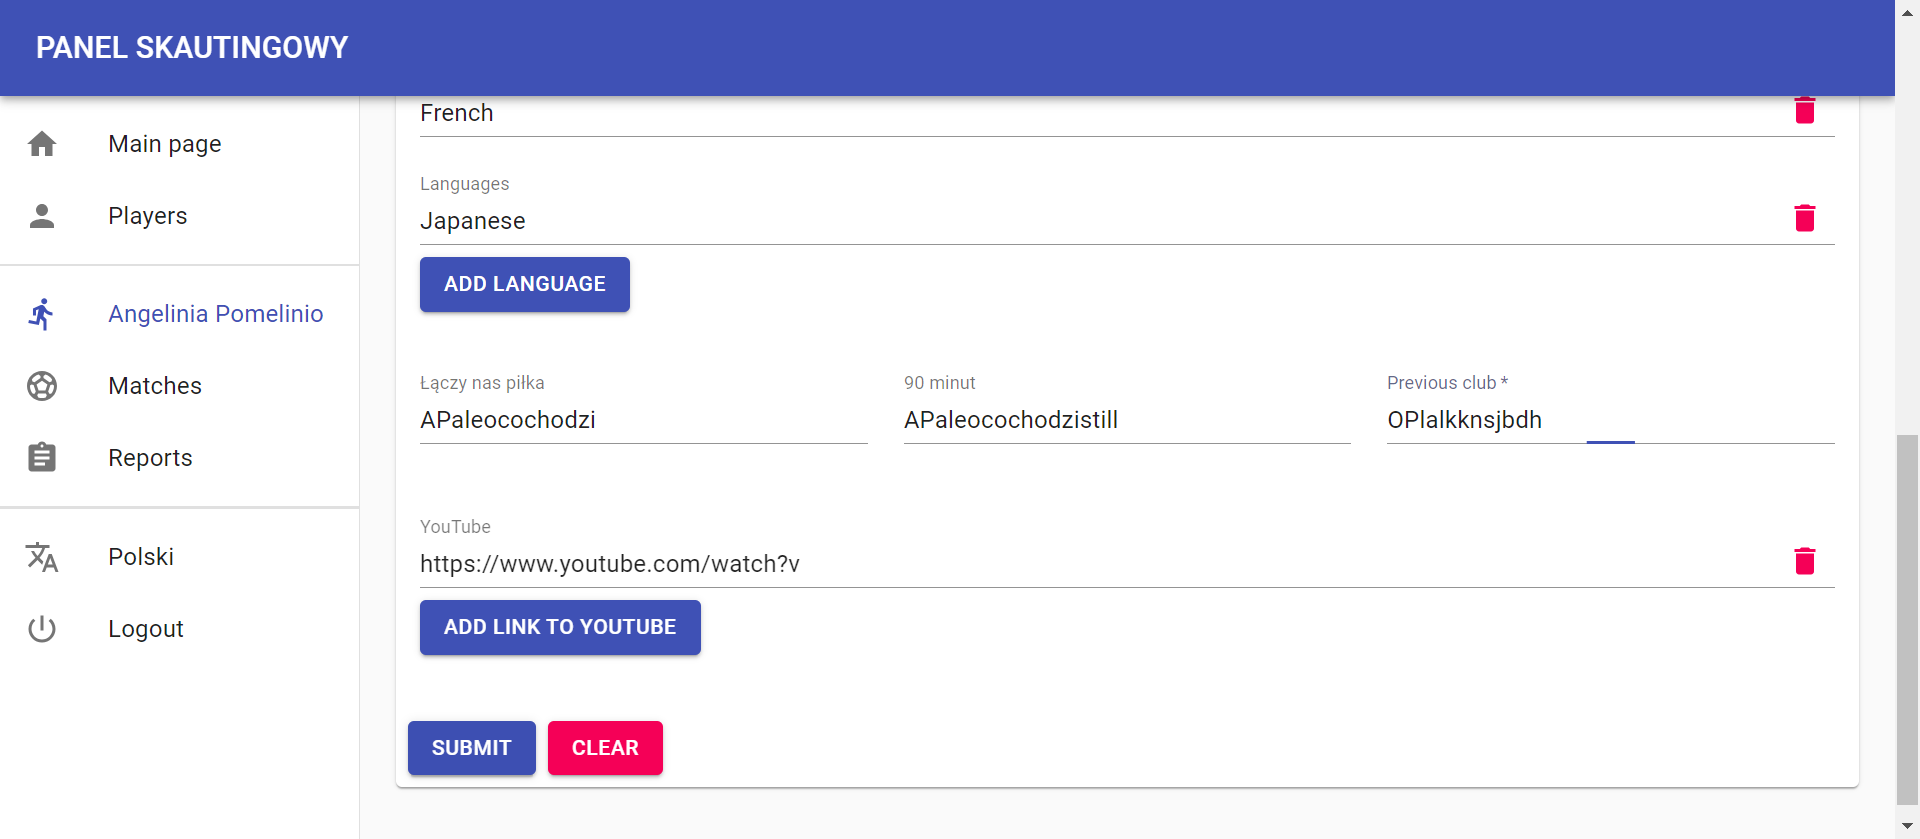 PANEL SKAUTINGOWY
Main page
Players
Angelinia Pomelinio
Matches
Reports
Polski
Logout
French
Languages
Japanese
ADD LANGUAGE
Łączy nas piłka
APaleocochodzi
90 minut
APaleocochodzistill
Previous club *
OPlalkknsjbdh
YouTube
https://www.youtube.com/watch?v
ADD LINK TO YOUTUBE
SUBMIT
CLEAR